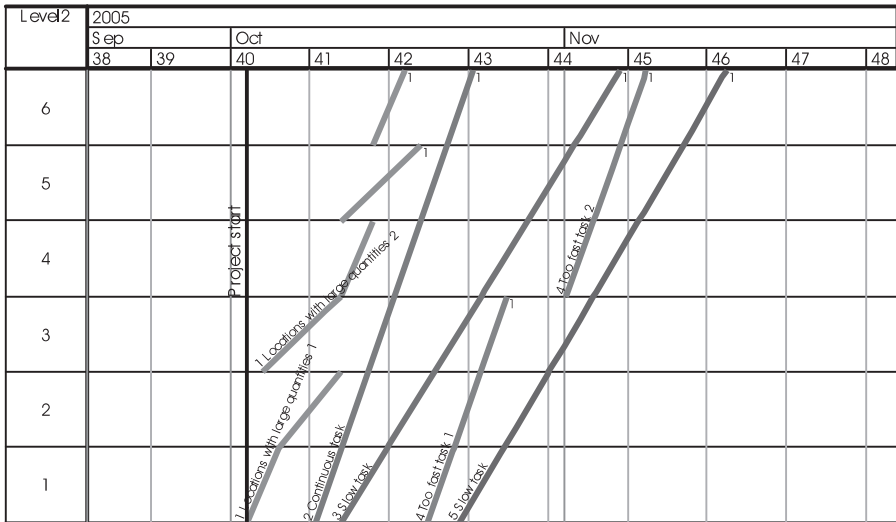 Level2 2005
Sep Oct Nov
38 39 40 41 42 43 44 45 46 47 48
1 1 1 1 1
6
1
5
Project start
4
1 Locations with large quantities 2
4 Too fast task 2
3
1
2
1 Locations with large quantities 1
1
2 Continuous task
3 Slow task
4 Too fast task 1
5 Slow task